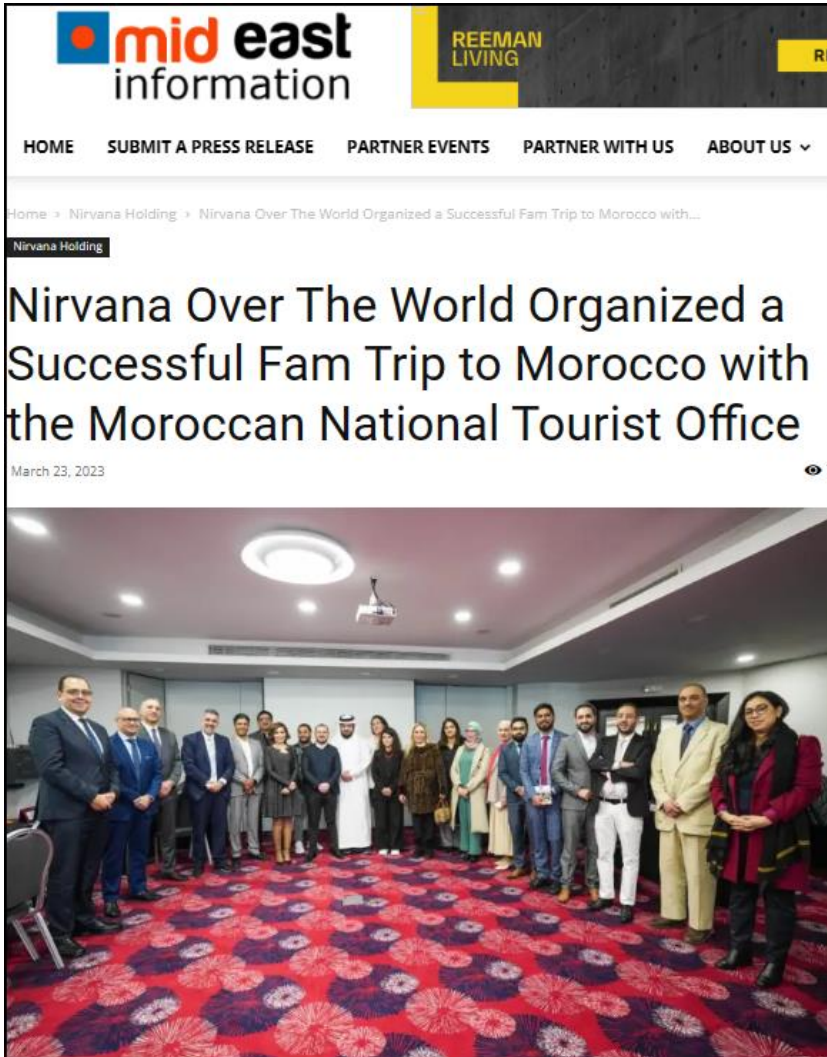 mid east
information
REEMAN
LIVING
HOME SUBMIT A PRESS RELEASE PARTNER EVENTS PARTNER WITH US ABOUT US
Home › Nirvana Holding › Nirvana Over The World Organized a Successful Fam Trip to Morocco with...
Nirvana Holding
Nirvana Over The World Organized a
Successful Fam Trip to Morocco with
the Moroccan National Tourist Office
March 23, 2023